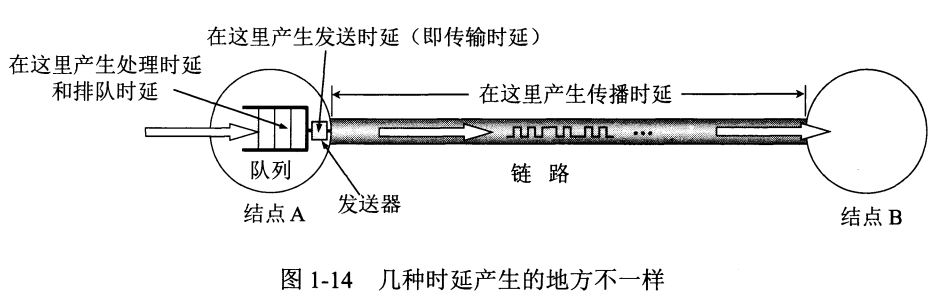 在这里产生发送时延（即传输时延）
在这里产生处理时延
和排队时延
在这里产生传播时延
队列
链 路
发送器
结点 A
结点 B
图 1-14 几种时延产生的地方不一样